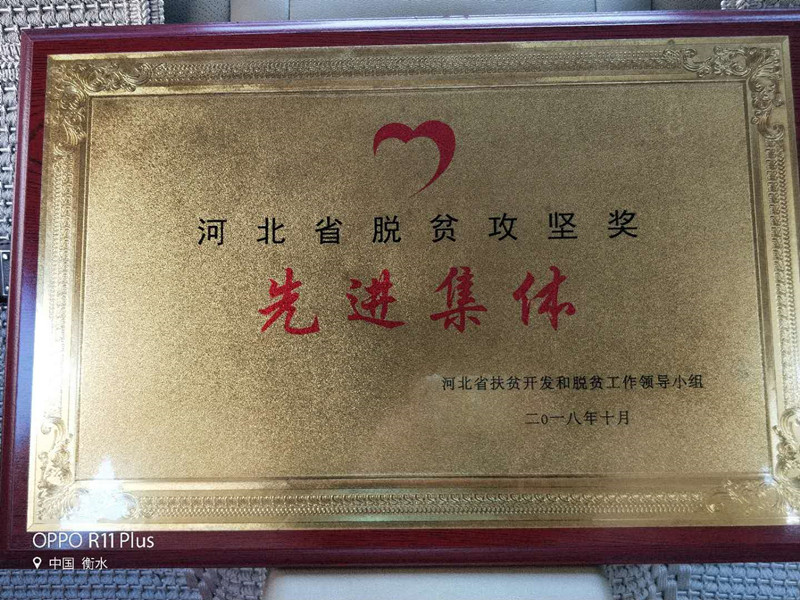 河北省脱贫攻坚奖
先进集体
河北省扶贫开发和脱贫工作领导小组
二0一八年十月
OPPO R11 Plus
中国 衡水